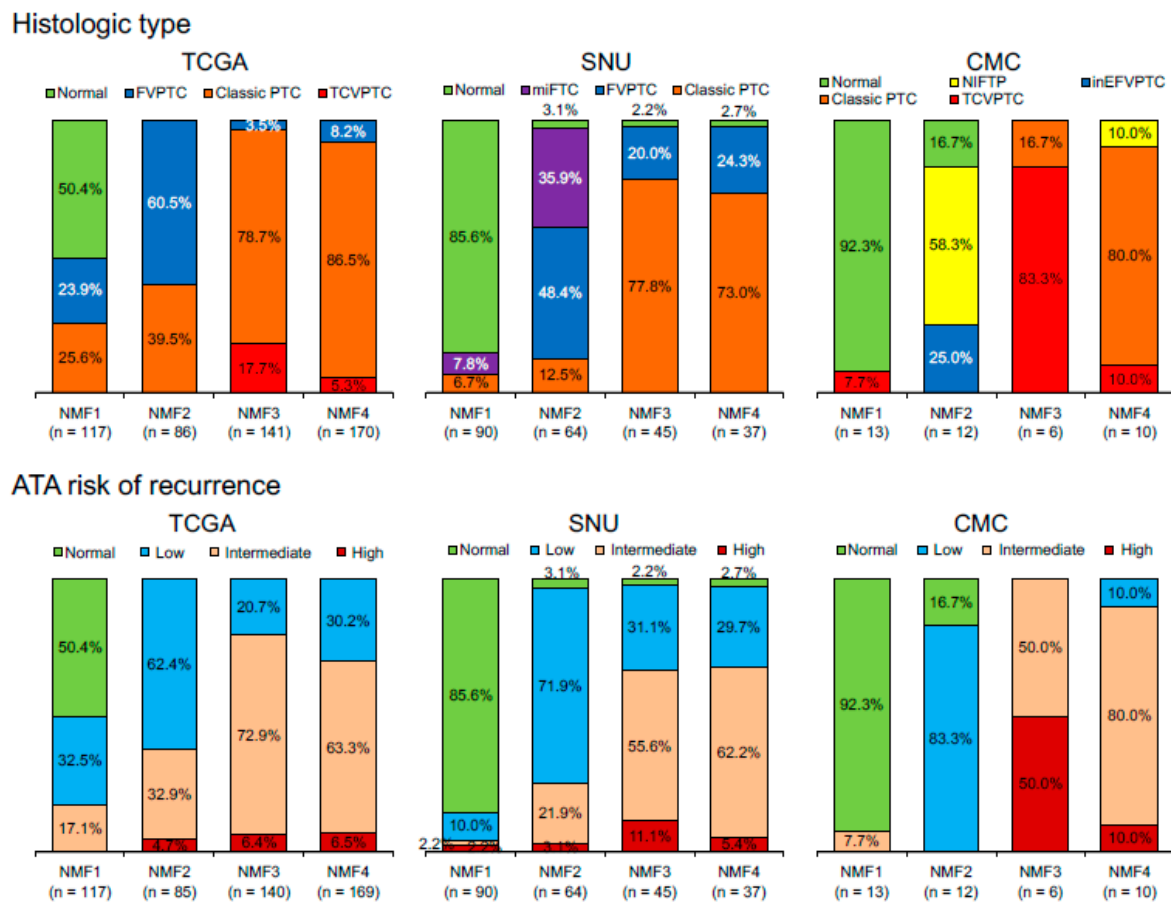 Histologic type
TCGA
Normal FVPTC Classic PTC TCVPTC
50.4%
23.9%
25.6%
60.5%
39.5%
3.5%
78.7%
17.7%
8.2%
86.5%
5.3%
NMF1 NMF2 NMF3 NMF4
(n = 117) (n = 86) (n = 141) (n = 170)
SNU
Normal miFTC FVPTC Classic PTC
3.1% 2.2% 2.7%
85.6%
7.8%
6.7%
35.9%
48.4%
12.5%
20.0%
77.8%
24.3%
73.0%
NMF1 NMF2 NMF3 NMF4
(n = 90) (n = 64) (n = 45) (n = 37)
CMC
Normal NIFTP inEFVPTC
Classic PTC TCVPTC
92.3%
7.7%
16.7%
58.3%
25.0%
16.7%
83.3%
10.0%
80.0%
10.0%
NMF1 NMF2 NMF3 NMF4
(n = 13) (n = 12) (n = 6) (n = 10)
ATA risk of recurrence
TCGA
Normal Low Intermediate High
50.4%
32.5%
17.1%
62.4%
32.9%
4.7%
20.7%
72.9%
6.4%
30.2%
63.3%
6.5%
NMF1 NMF2 NMF3 NMF4
(n = 117) (n = 85) (n = 140) (n = 169)
SNU
Normal Low Intermediate High
3.1% 2.2% 2.7%
85.6%
10.0%
2.2%
2.2%
71.9%
21.9%
3.1%
31.1%
55.6%
11.1%
29.7%
62.2%
5.4%
NMF1 NMF2 NMF3 NMF4
(n = 90) (n = 64) (n = 45) (n = 37)
CMC
Normal Low Intermediate High
92.3%
7.7%
16.7%
83.3%
50.0%
50.0%
10.0%
80.0%
10.0%
NMF1 NMF2 NMF3 NMF4
(n = 13) (n = 12) (n = 6) (n = 10)